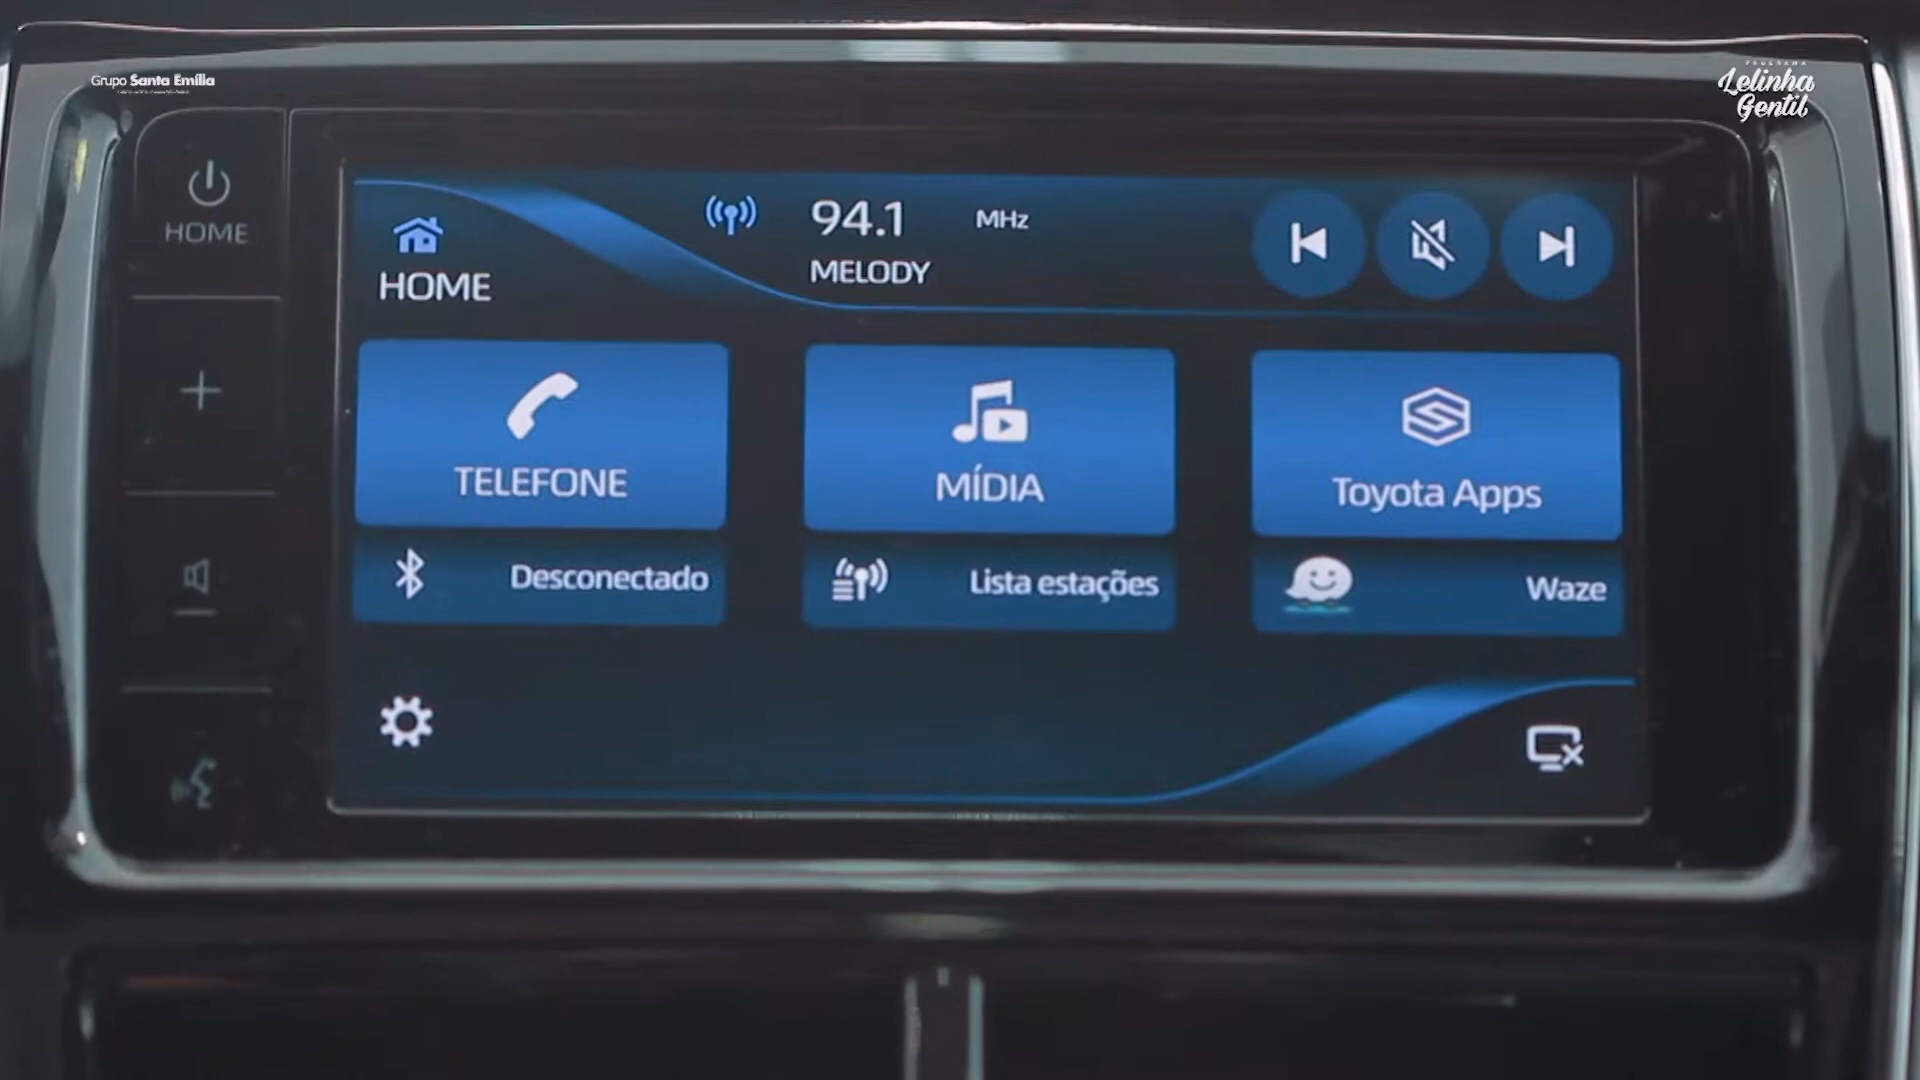 Grupo Santa Emília
PROGRAMA
Lelinha
Gentil
HOME
HOME
94.1 MHz
MELODY
TELEFONE
MÍDIA
Toyota Apps
Desconectado
Lista estações
Waze